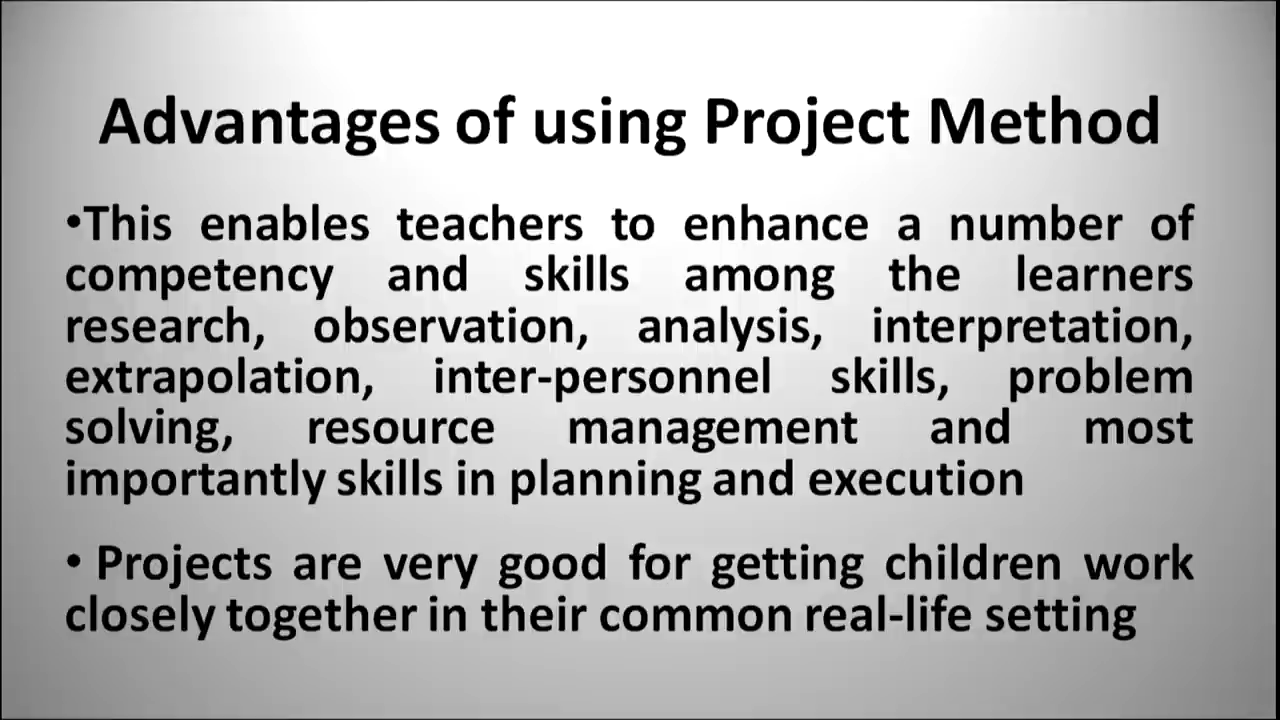 Advantages of using Project Method
•This enables teachers to enhance a number of
competency and skills among the learners
research, observation, analysis, interpretation,
extrapolation, inter-personnel skills, problem
solving, resource management and most
importantly skills in planning and execution
• Projects are very good for getting children work
closely together in their common real-life setting